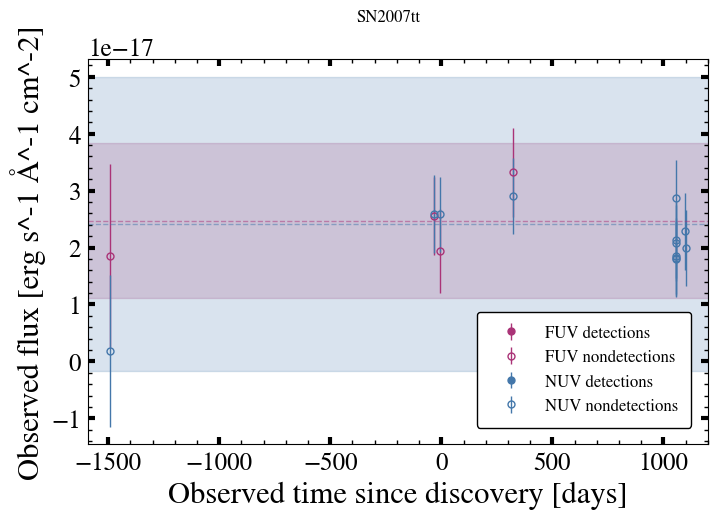 SN2007tt
1e−17
5
4
3
2
1
0
−1
Observed flux [erg s^-1 Å^-1 cm^-2]
FUV detections
FUV nondetections
NUV detections
NUV nondetections
−1500 −1000 −500 0 500 1000
Observed time since discovery [days]